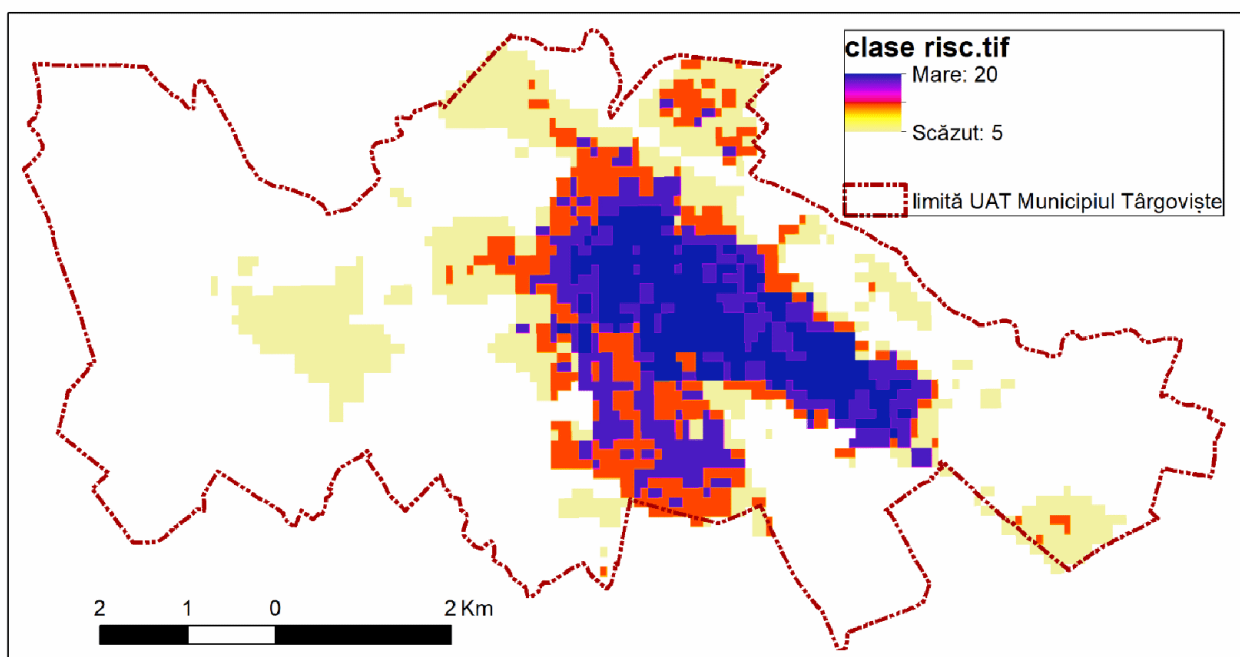 clase risc.tif
Mare: 20
Scăzut: 5
limită UAT Municipiul Târgoviște
2 1 0 2 Km